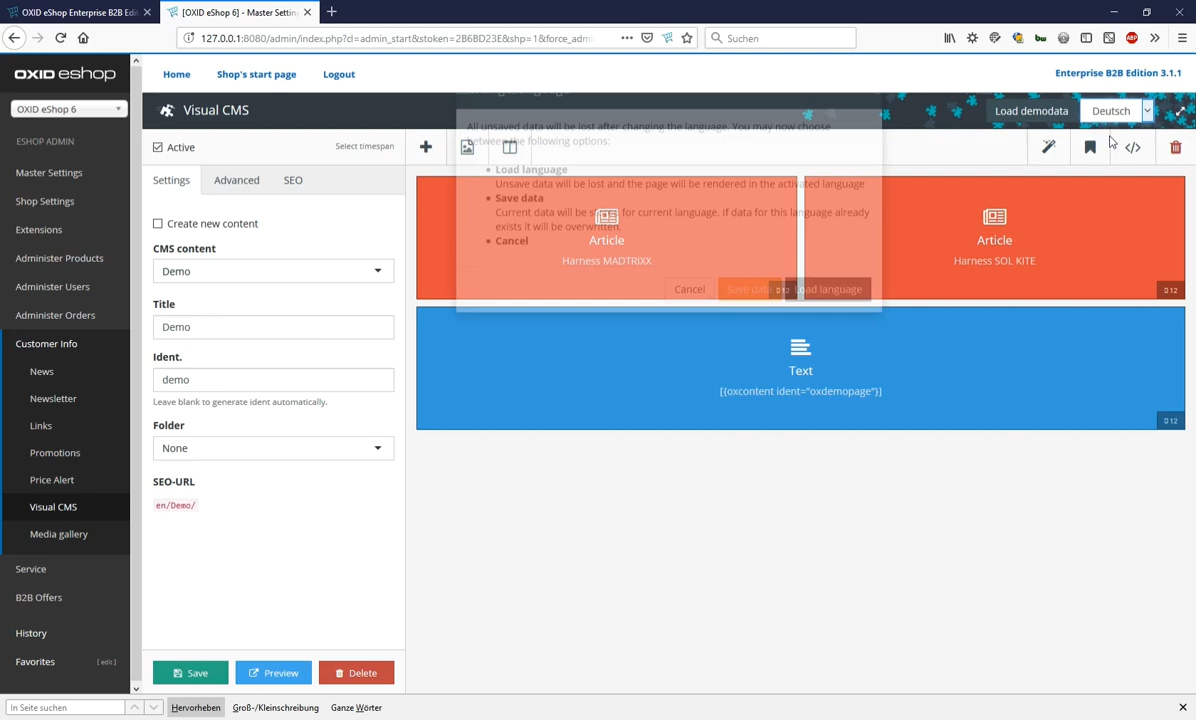 OXID eShop Enterprise B2B Edi
[OXID eShop 6] - Master Settin
127.0.0.1:8080/admin/index.php?cl=admin_start&stoken=2B6BD23E&shp=1&force_adm
Suchen
OXID eshop
Home
Shop's start page
Logout
Enterprise B2B Edition 3.1.1
OXID eShop 6
Visual CMS
Load demodata
Deutsch
ESHOP ADMIN
Master Settings
Shop Settings
Extensions
Administer Products
Administer Users
Administer Orders
Customer Info
News
Newsletter
Links
Promotions
Price Alert
Visual CMS
Media gallery
Service
B2B Offers
History
Favorites
[ edit ]
Active
Select timespan
Settings
Advanced
SEO
Create new content
CMS content
Demo
Title
Demo
Ident.
demo
Leave blank to generate ident automatically.
Folder
None
SEO-URL
en/Demo/
Save
Preview
Delete
All unsaved data will be lost after changing the language. You may now choose
between the following options:
Load language
Unsave data will be lost and the page will be rendered in the activated language
Save data
Current data will be for current language. If data for this language already
exists it will be overwritten.
Cancel
Cancel
Save data
Load language
Article
Harness MADTRIXX
12
Article
Harness SOL KITE
12
Text
[{oxcontent ident="oxdemopage"}]
12
In Seite suchen
Hervorheben
Groß-/Kleinschreibung
Ganze Wörter